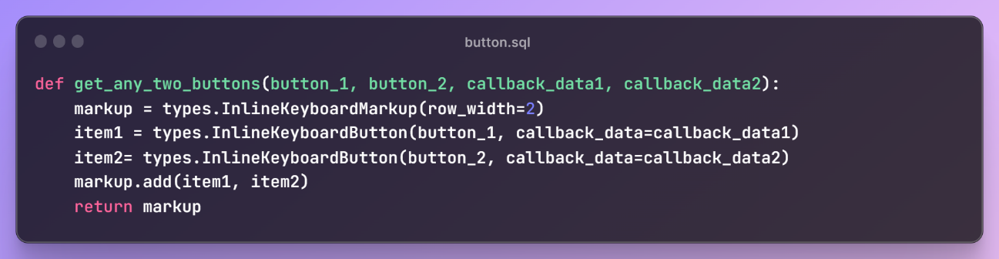 button.sql
def get_any_two_buttons(button_1, button_2, callback_data1, callback_data2):
    markup = types.InlineKeyboardMarkup(row_width=2)
    item1 = types.InlineKeyboardButton(button_1, callback_data=callback_data1)
    item2= types.InlineKeyboardButton(button_2, callback_data=callback_data2)
    markup.add(item1, item2)
    return markup